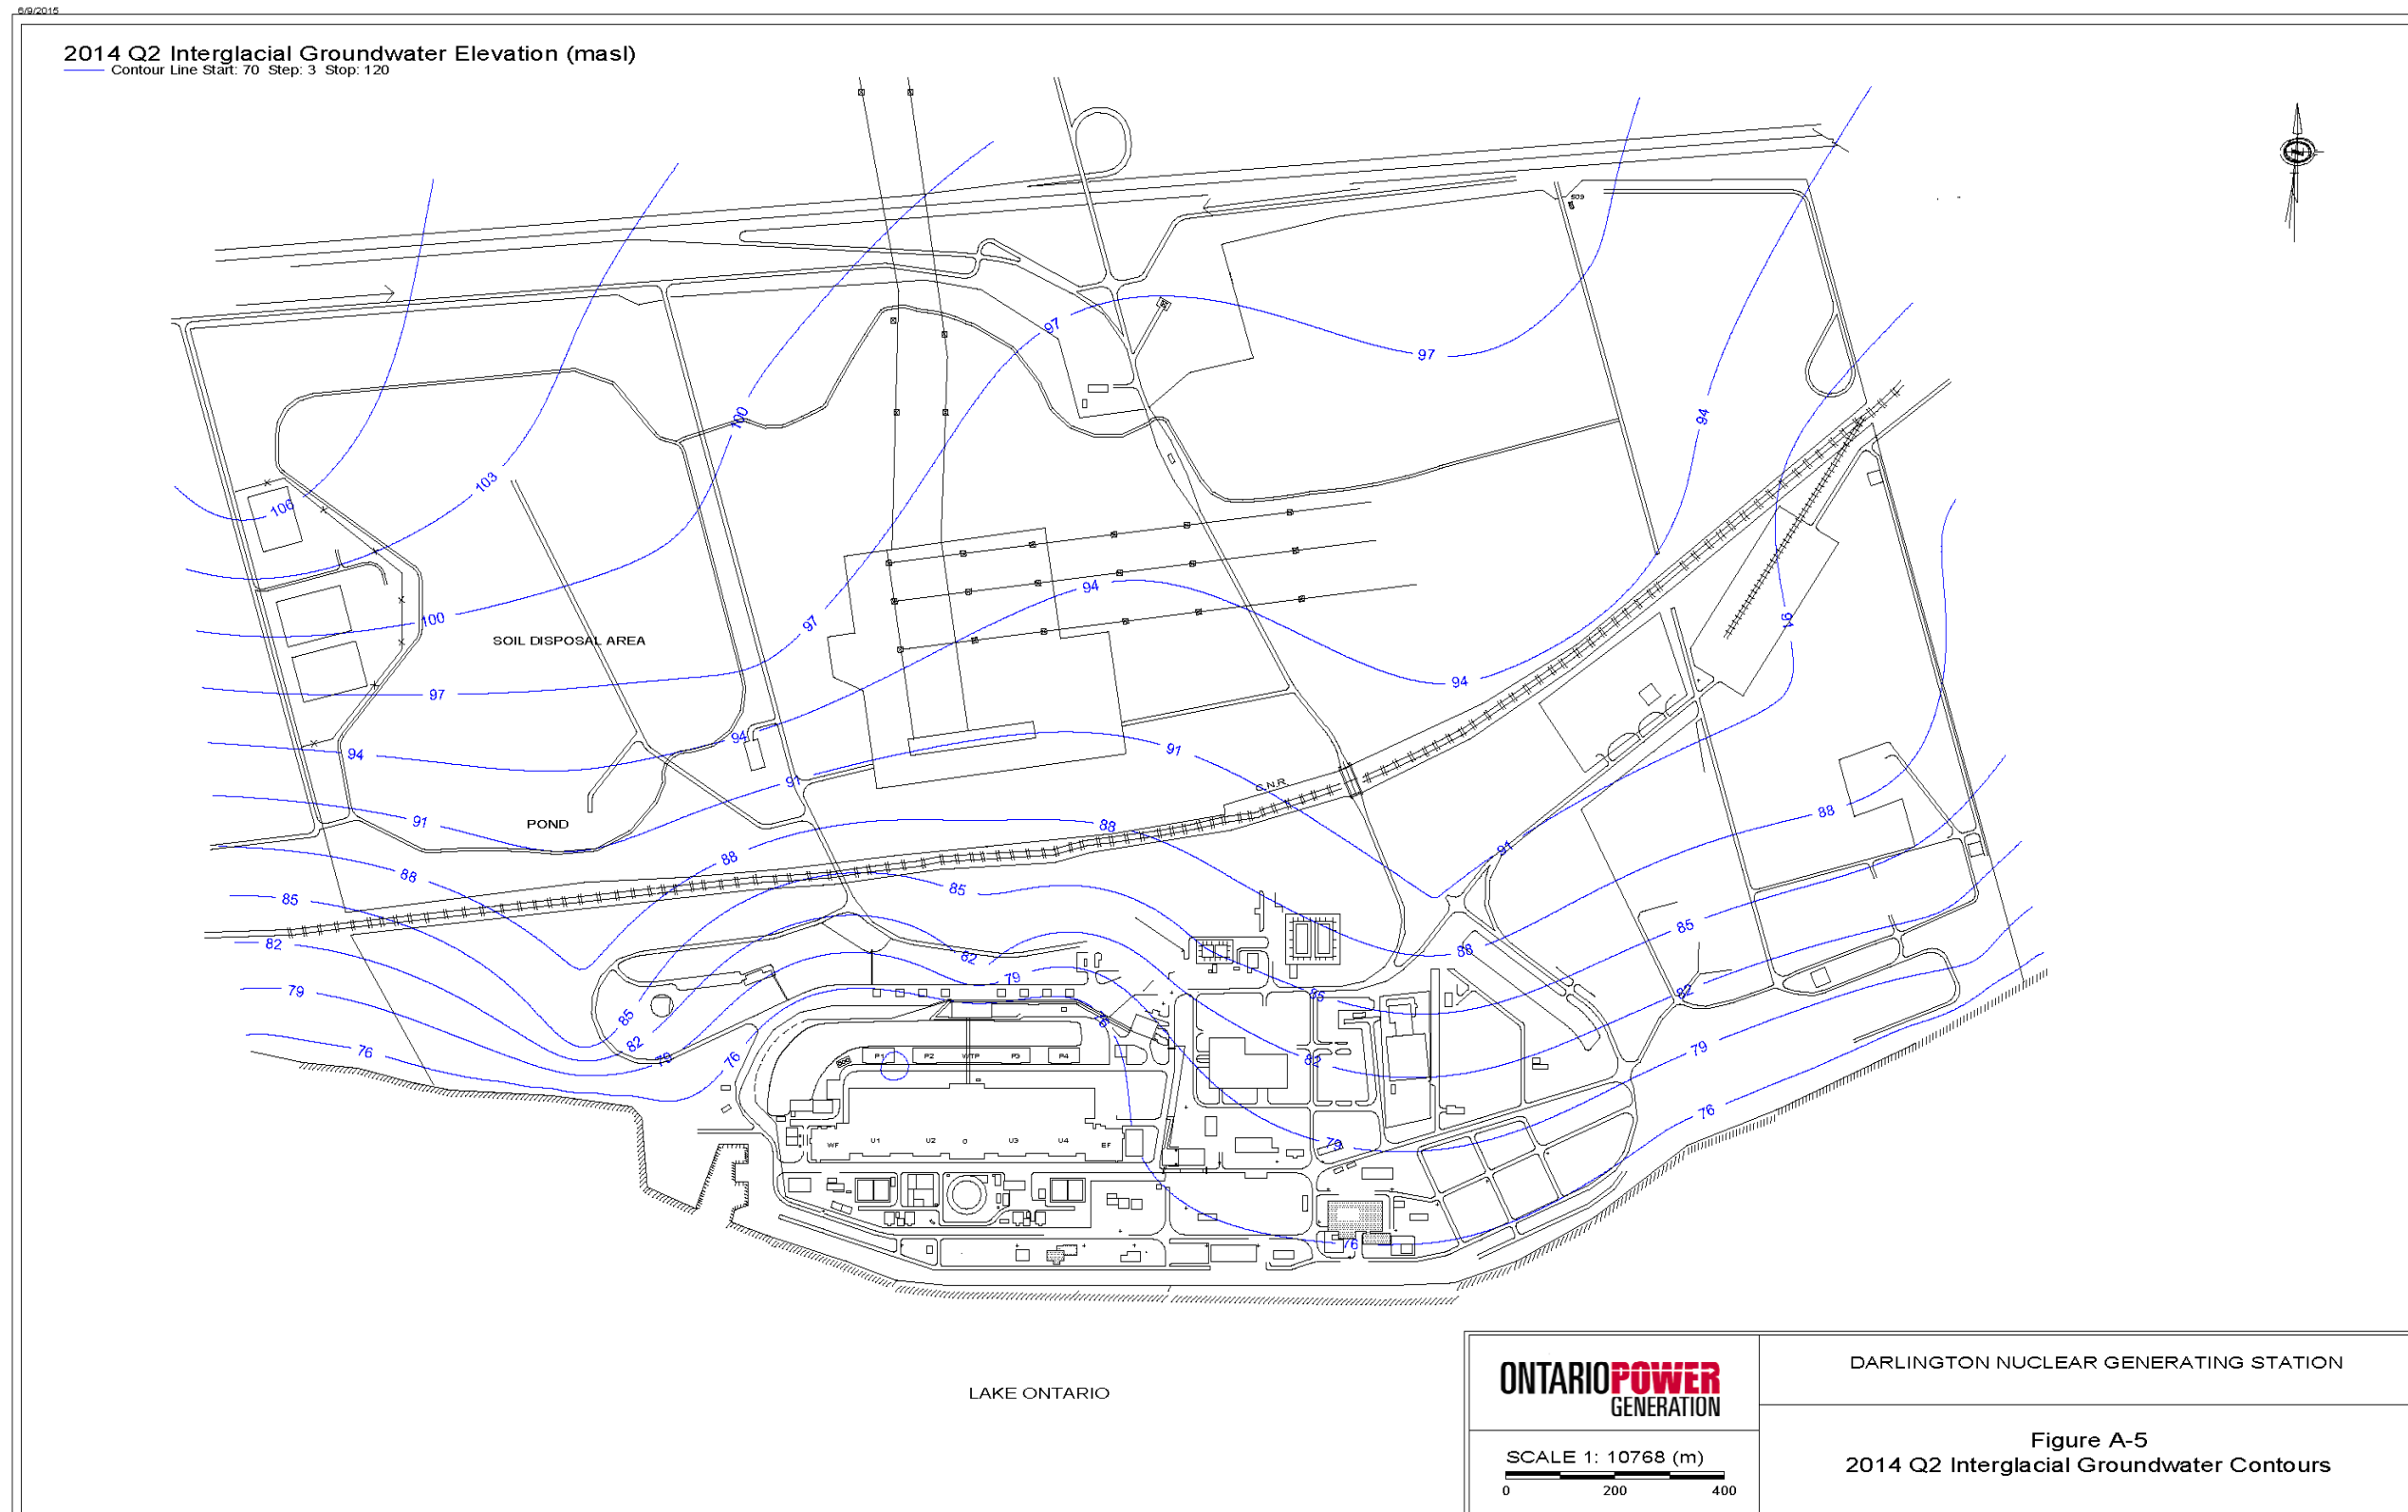 6/9/2015
2014 Q2 Interglacial Groundwater Elevation (masl)
Contour Line Start: 70 Step: 3 Stop: 120
509
97
97
94
100
103
106
94
100
97
91
SOIL DISPOSAL AREA
97
94
94
94
91
91
C.N.R.
88
91
POND
88
88
91
88
85
85
85
88
82
82
79
79
82
85
85
76
82
79
76
76
P1
P2
WTP
P3
P4
82
79
76
WF
U1
U2
0
U3
U4
EF
79
76
LAKE ONTARIO
ONTARIOPOWER
GENERATION
SCALE 1: 10768 (m)
0 200 400
DARLINGTON NUCLEAR GENERATING STATION
Figure A-5
2014 Q2 Interglacial Groundwater Contours